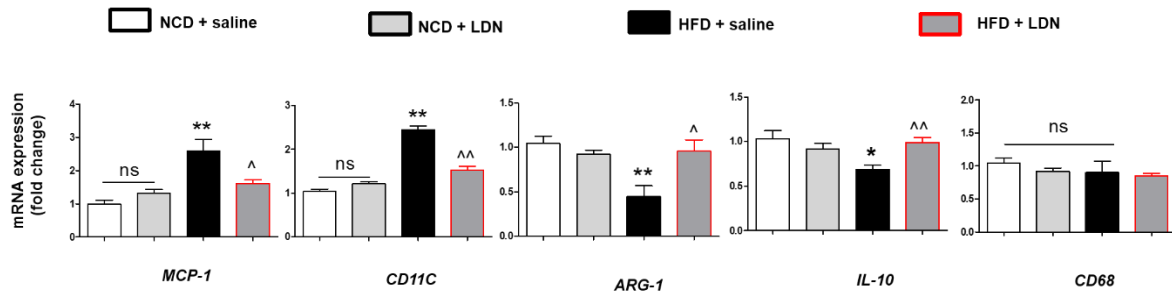 NCD + saline
NCD + LDN
HFD + saline
HFD + LDN
mRNA expression
(fold change)
4
3
2
1
0
ns
**
^
MCP-1
3
2
1
0
ns
**
^^
CD11C
1.5
1.0
0.5
0.0
**
^
ARG-1
1.5
1.0
0.5
0.0
*
^^
IL-10
2.0
1.5
1.0
0.5
0.0
ns
CD68